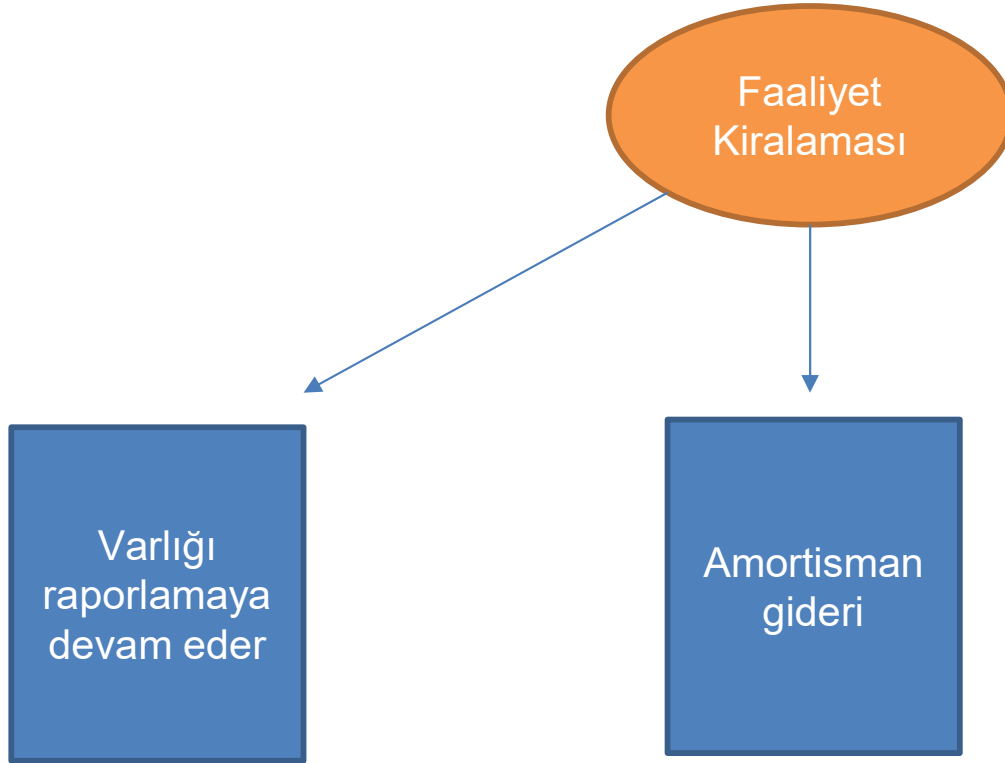 Faaliyet
Kiralaması
Varlığı
raporlamaya
devam eder
Amortisman
gideri